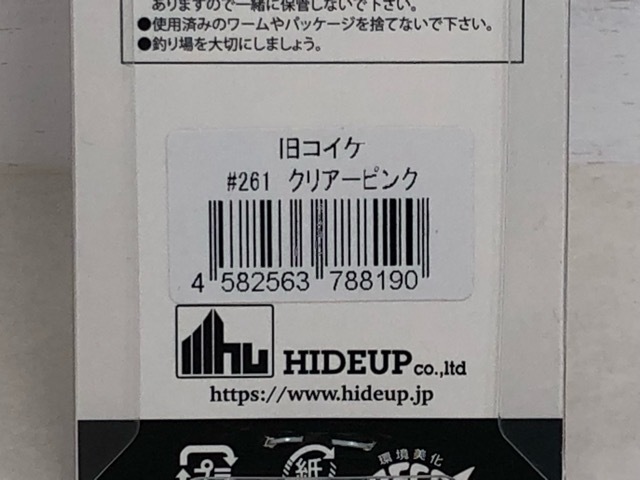 ありますので一緒に保管しないで下さい。
●使用済みのワームやパッケージを捨てないで下さい。
●釣り場を大切にしましょう。
旧コイケ
#261 クリアーピンク
4 582563 788190
hu HIDEUP co.,ltd
https://www.hideup.jp
プラ
紙
環境美化